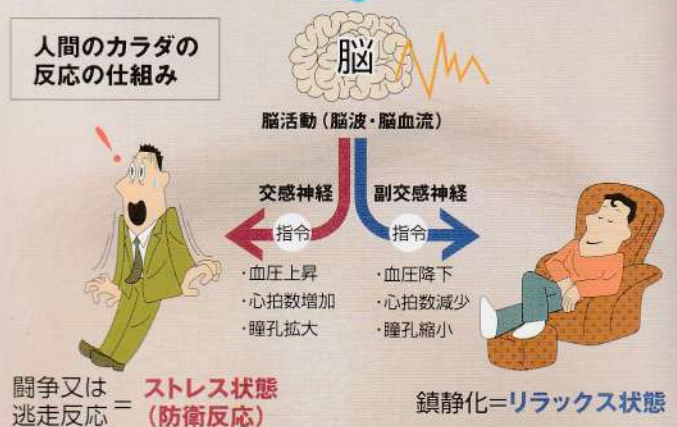 人間のカラダの
反応の仕組み
脳
脳活動(脳波・脳血流)
交感神経
副交感神経
指令
指令
・血圧上昇
・心拍数増加
・瞳孔拡大
・血圧降下
・心拍数減少
・瞳孔縮小
闘争又は
逃走反応
=
ストレス状態
(防衛反応)
鎮静化=リラックス状態